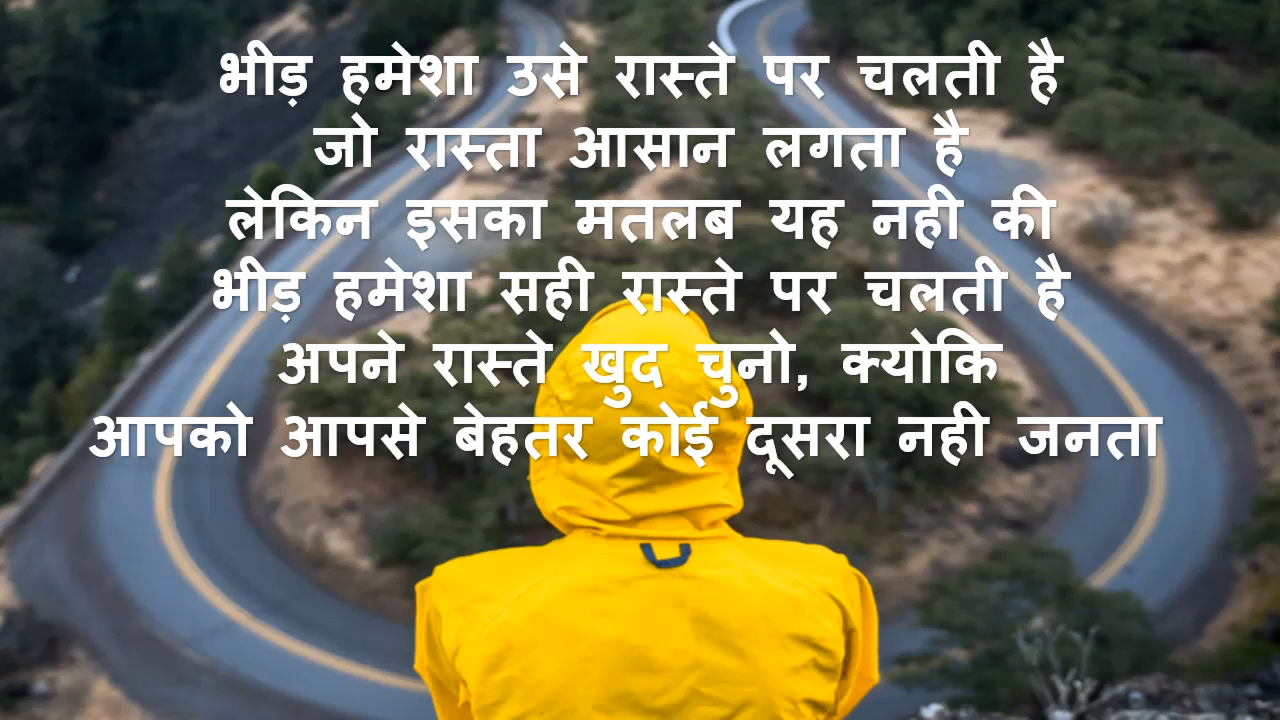 भीड़ हमेशा उसे रास्ते पर चलती है
जो रास्ता आसान लगता है
लेकिन इसका मतलब यह नही की
भीड़ हमेशा सही रास्ते पर चलती है
अपने रास्ते खुद चुनो, क्योकि
आपको आपसे बेहतर कोई दूसरा नही जनता